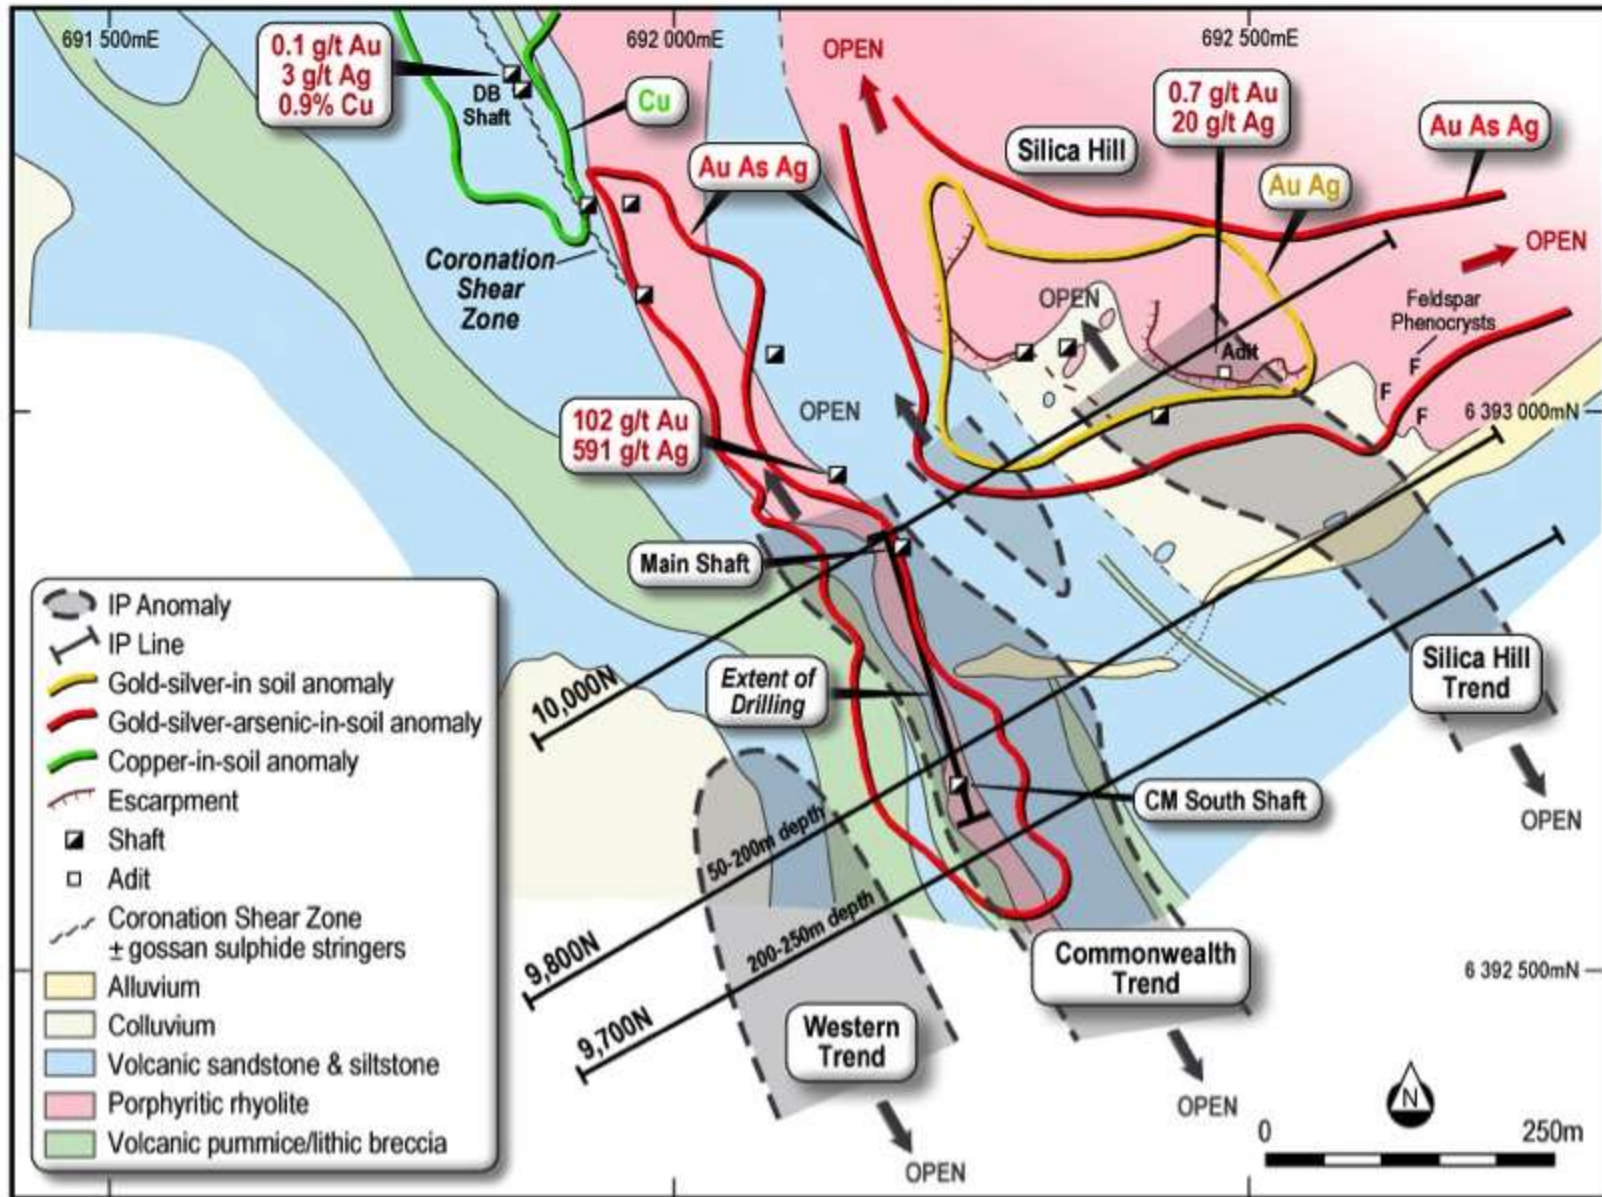 691 500mE
692 000mE
692 500mE
0.1 g/t Au
3 g/t Ag
0.9% Cu
DB
Shaft
Cu
OPEN
Silica Hill
0.7 g/t Au
20 g/t Ag
Au As Ag
Au As Ag
Au Ag
OPEN
Coronation
Shear
Zone
OPEN
Feldspar
Phenocrysts
Adit
F
F
F
OPEN
6 393 000mN
102 g/t Au
591 g/t Ag
Main Shaft
Extent of
Drilling
Silica Hill
Trend
10,000N
CM South Shaft
OPEN
50-200m depth
200-250m depth
9,800N
9,700N
Commonwealth
Trend
6 392 500mN
Western
Trend
OPEN
OPEN
N
0
250m
IP Anomaly
IP Line
Gold-silver-in soil anomaly
Gold-silver-arsenic-in-soil anomaly
Copper-in-soil anomaly
Escarpment
Shaft
Adit
Coronation Shear Zone
± gossan sulphide stringers
Alluvium
Colluvium
Volcanic sandstone & siltstone
Porphyritic rhyolite
Volcanic pummice/lithic breccia